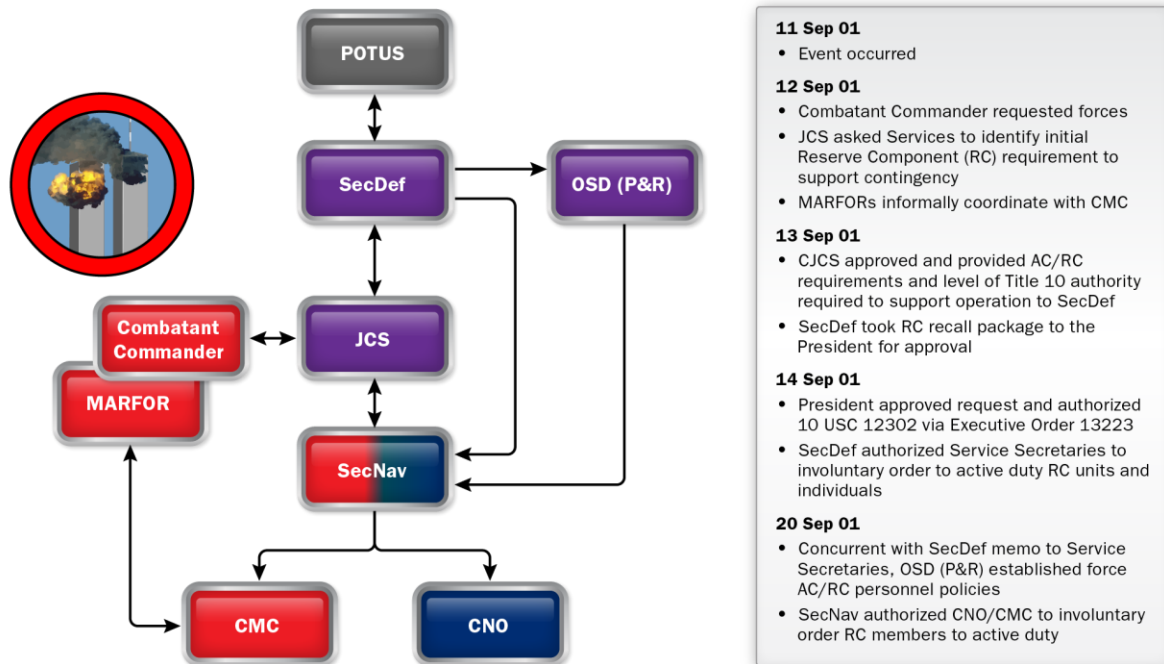 POTUS
SecDef
OSD (P&R)
Combatant
Commander
JCS
MARFOR
SecNav
CMC
CNO
11 Sep 01
• Event occurred
12 Sep 01
• Combatant Commander requested forces
• JCS asked Services to identify initial
Reserve Component (RC) requirement to
support contingency
• MARFORs informally coordinate with CMC
13 Sep 01
• CJCS approved and provided AC/RC
requirements and level of Title 10 authority
required to support operation to SecDef
• SecDef took RC recall package to the
President for approval
14 Sep 01
• President approved request and authorized
10 USC 12302 via Executive Order 13223
• SecDef authorized Service Secretaries to
involuntary order to active duty RC units and
individuals
20 Sep 01
• Concurrent with SecDef memo to Service
Secretaries, OSD (P&R) established force
AC/RC personnel policies
• SecNav authorized CNO/CMC to involuntary
order RC members to active duty